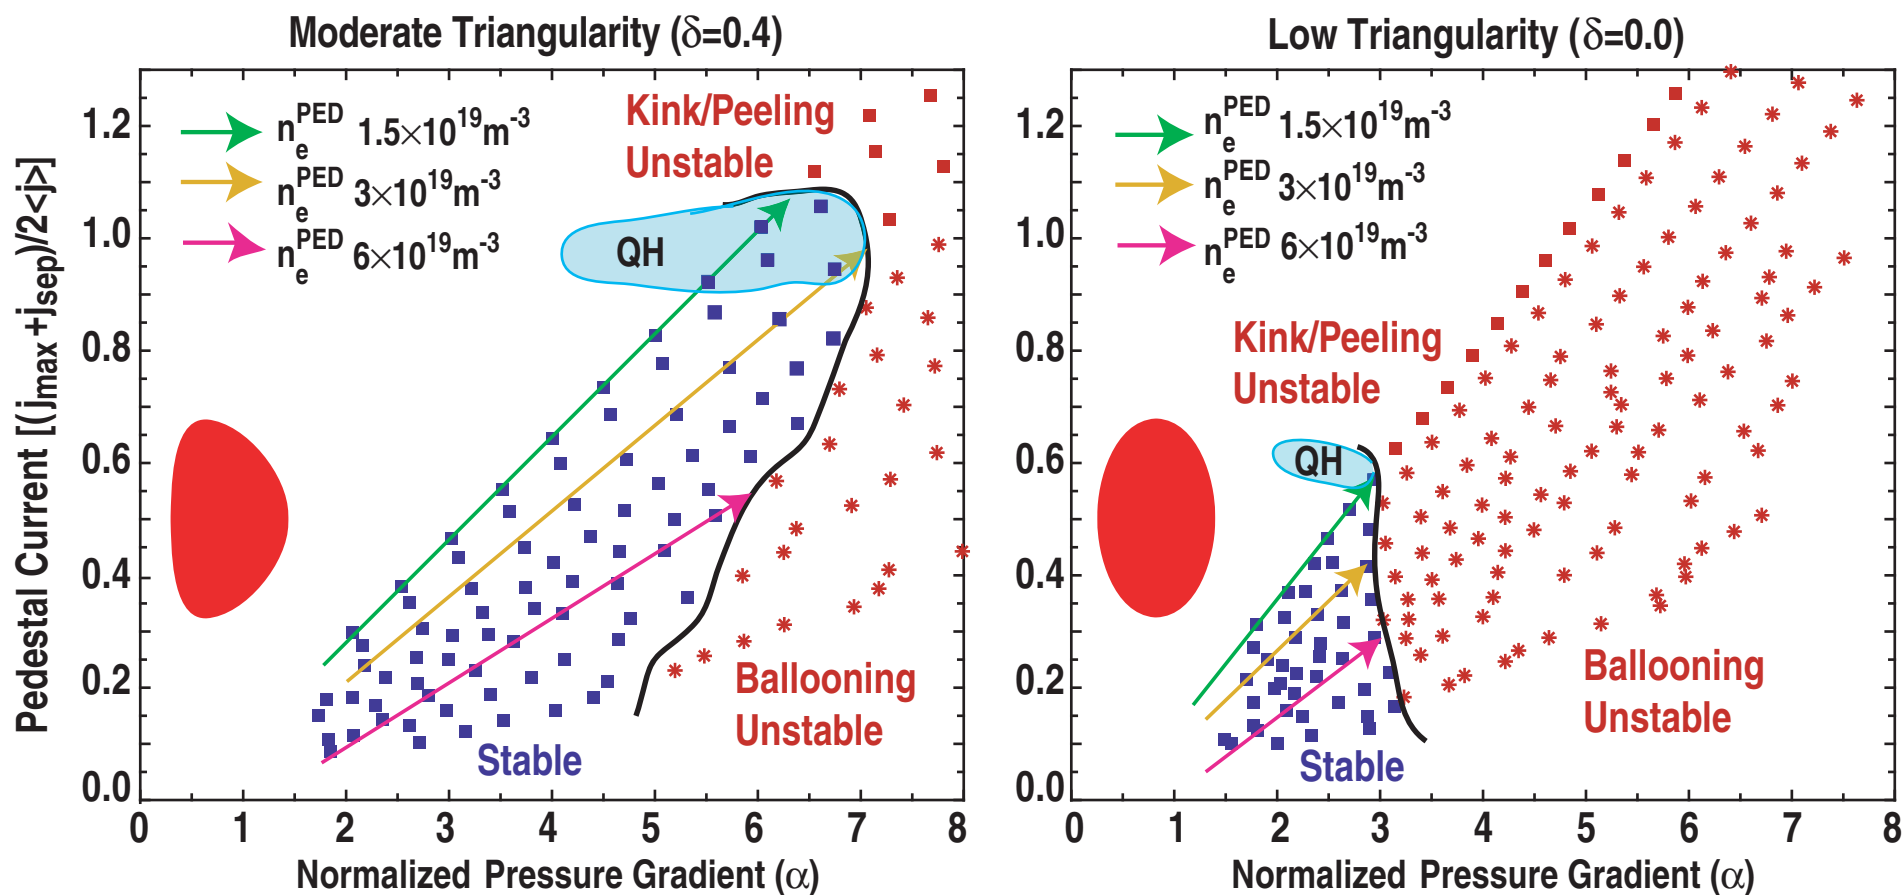 Moderate Triangularity (δ=0.4)
Pedestal Current [(jmax+jsep)/2<j>]
1.2
1.0
0.8
0.6
0.4
0.2
0.0
n_e^PED 1.5×10^19m^-3
n_e^PED 3×10^19m^-3
n_e^PED 6×10^19m^-3
Kink/Peeling
Unstable
QH
Ballooning
Unstable
Stable
0 1 2 3 4 5 6 7 8
Normalized Pressure Gradient (α)
Low Triangularity (δ=0.0)
1.2
1.0
0.8
0.6
0.4
0.2
0.0
n_e^PED 1.5×10^19m^-3
n_e^PED 3×10^19m^-3
n_e^PED 6×10^19m^-3
Kink/Peeling
Unstable
QH
Ballooning
Unstable
Stable
0 1 2 3 4 5 6 7 8
Normalized Pressure Gradient (α)